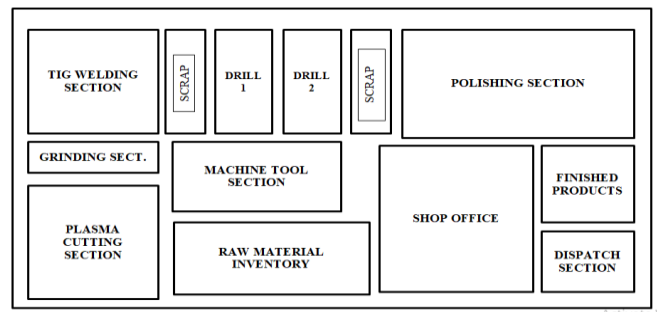 TIG WELDING
SECTION
SCRAP
DRILL
1
DRILL
2
SCRAP
POLISHING SECTION
GRINDING SECT.
MACHINE TOOL
SECTION
PLASMA
CUTTING
SECTION
RAW MATERIAL
INVENTORY
SHOP OFFICE
FINISHED
PRODUCTS
DISPATCH
SECTION